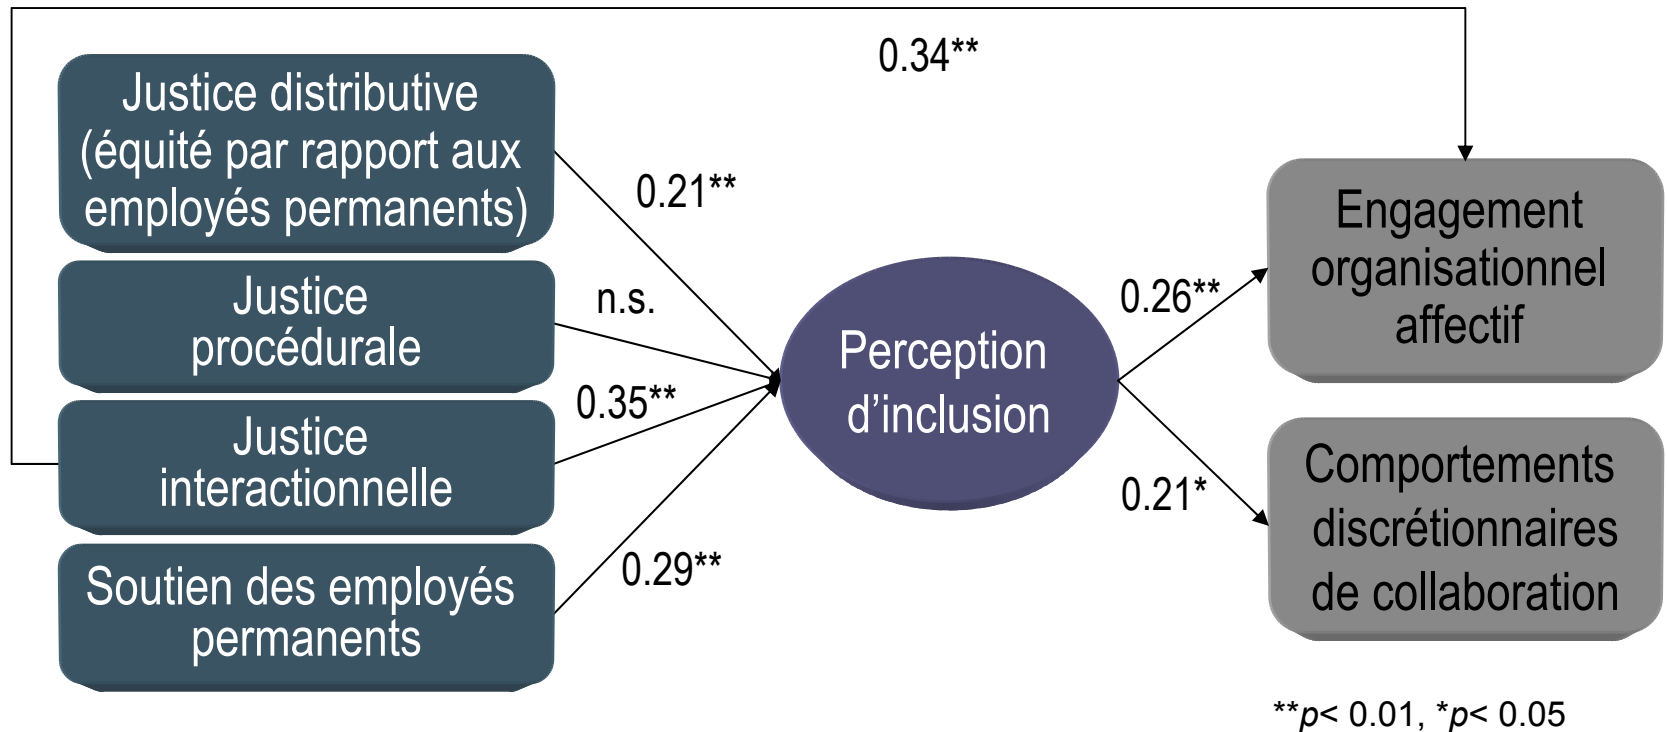 0.34**
Justice distributive
(équité par rapport aux
employés permanents)
0.21**
Justice
procédurale
n.s.
Justice
interactionnelle
0.35**
Soutien des employés
permanents
0.29**
Perception
d’inclusion
0.26**
0.21*
Engagement
organisationnel
affectif
Comportements
discrétionnaires
de collaboration
**p< 0.01, *p< 0.05